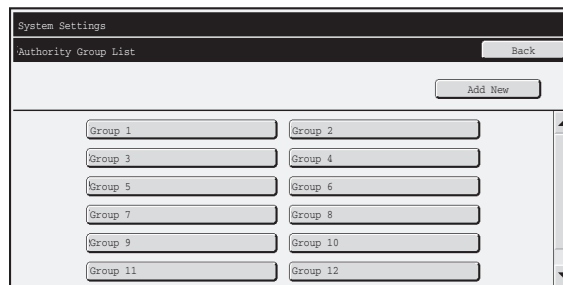 System Settings
Authority Group List
Back
Add New
Group 1
Group 2
Group 3
Group 4
Group 5
Group 6
Group 7
Group 8
Group 9
Group 10
Group 11
Group 12